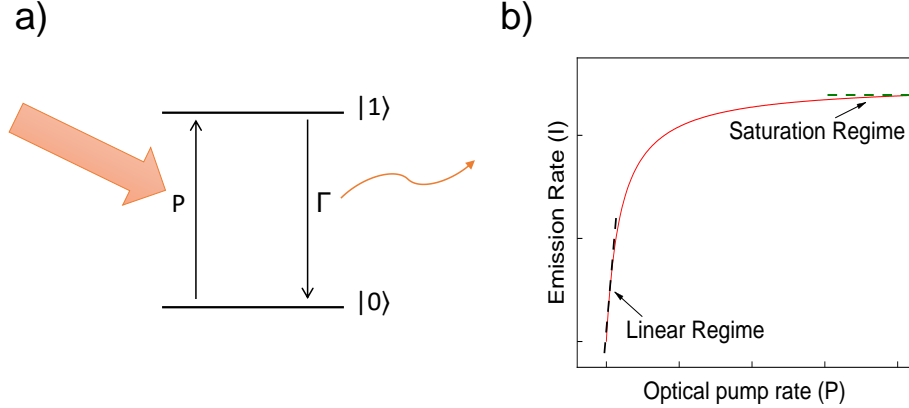 a)
|1⟩
P
Γ
|0⟩
b)
Emission Rate (I)
Saturation Regime
Linear Regime
Optical pump rate (P)